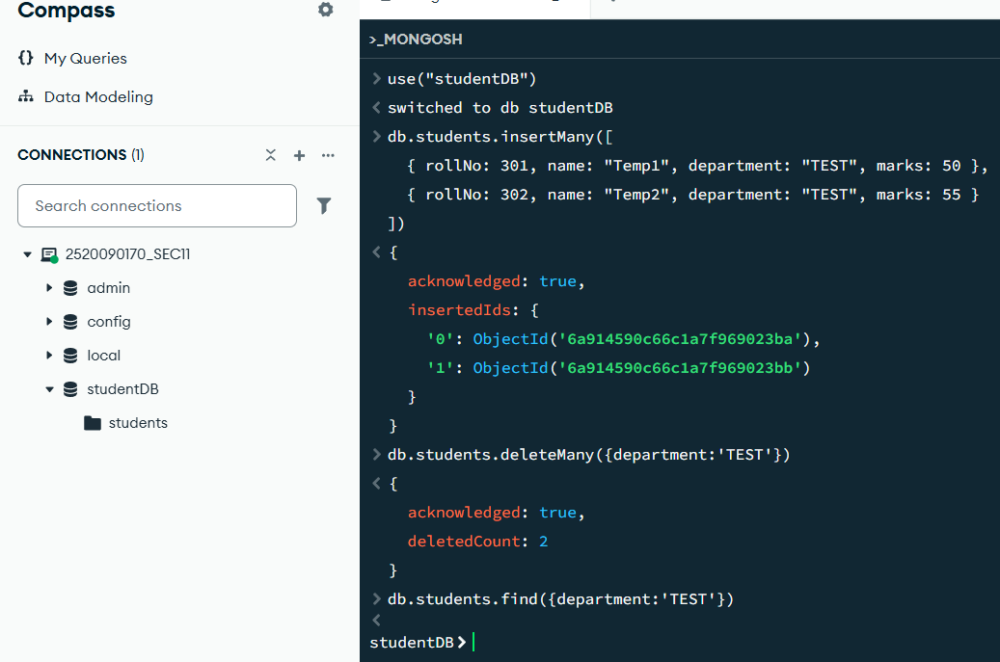 Compass
{} My Queries
Data Modeling
CONNECTIONS (1)
Search connections
2520090170_SEC11
admin
config
local
studentDB
students
>_MONGOSH
> use("studentDB")
< switched to db studentDB
> db.students.insertMany([
{ rollNo: 301, name: "Temp1", department: "TEST", marks: 50 },
{ rollNo: 302, name: "Temp2", department: "TEST", marks: 55 }
])
< {
acknowledged: true,
insertedIds: {
'0': ObjectId('6a914590c66c1a7f969023ba'),
'1': ObjectId('6a914590c66c1a7f969023bb')
}
}
> db.students.deleteMany({department:'TEST'})
< {
acknowledged: true,
deletedCount: 2
}
> db.students.find({department:'TEST'})
<
studentDB>